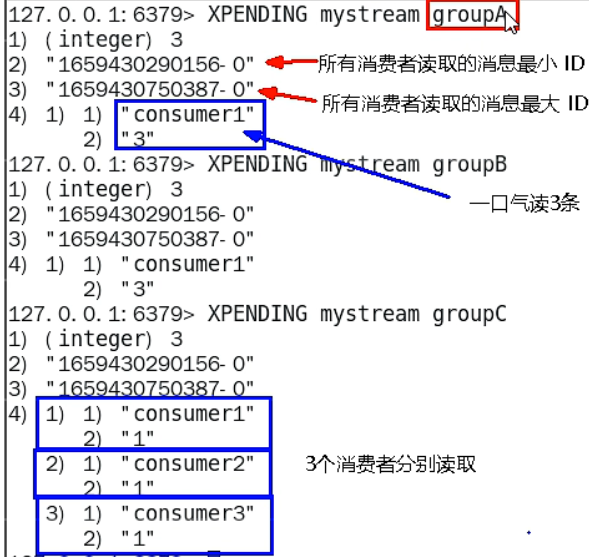 127.0.0.1:6379> XPENDING mystream groupA
1) (integer) 3
2) "1659430290156-0" 所有消费者读取的消息最小 ID
3) "1659430750387-0" 所有消费者读取的消息最大 ID
4) 1) 1) "consumer1"
2) "3"
127.0.0.1:6379> XPENDING mystream groupB
1) (integer) 3
2) "1659430290156-0" 一口气读3条
3) "1659430750387-0"
4) 1) 1) "consumer1"
2) "3"
127.0.0.1:6379> XPENDING mystream groupC
1) (integer) 3
2) "1659430290156-0"
3) "1659430750387-0"
4) 1) 1) "consumer1"
2) "1"
2) 1) "consumer2" 3个消费者分别读取
2) "1"
3) 1) "consumer3"
2) "1"